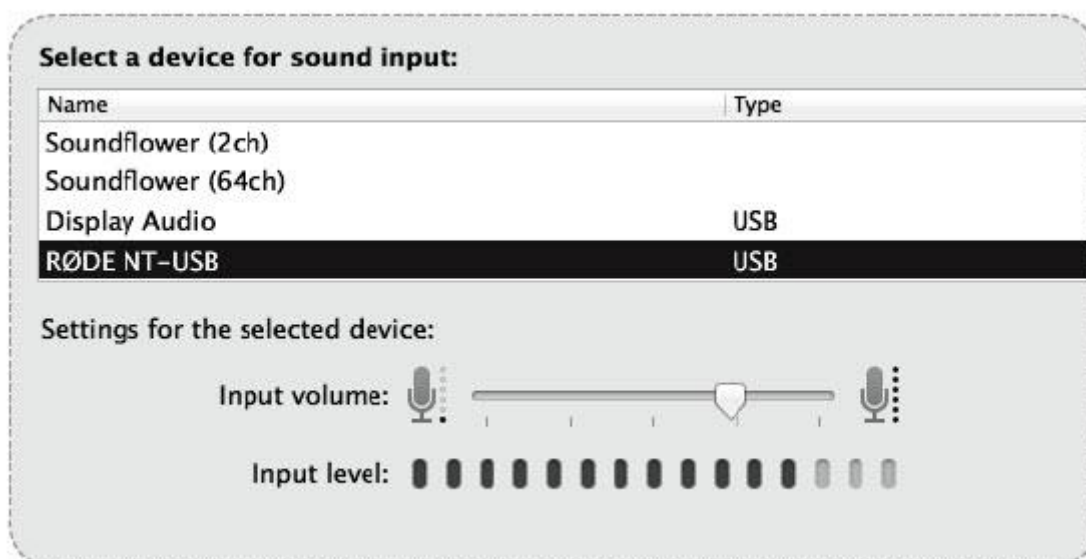 Select a device for sound input:
Name Type
Soundflower (2ch)
Soundflower (64ch)
Display Audio USB
RØDE NT-USB USB
Settings for the selected device:
Input volume:
Input level: